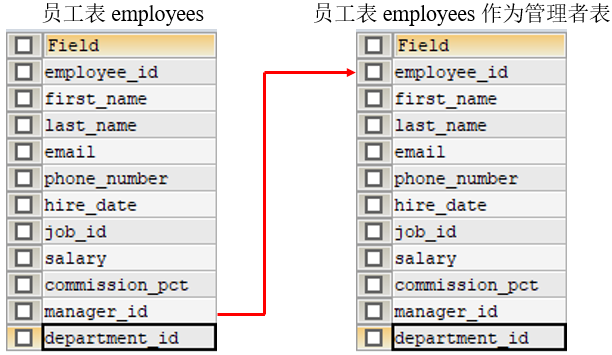 员工表 employees
员工表 employees 作为管理者表
Field
employee_id
first_name
last_name
email
phone_number
hire_date
job_id
salary
commission_pct
manager_id
department_id
Field
employee_id
first_name
last_name
email
phone_number
hire_date
job_id
salary
commission_pct
manager_id
department_id